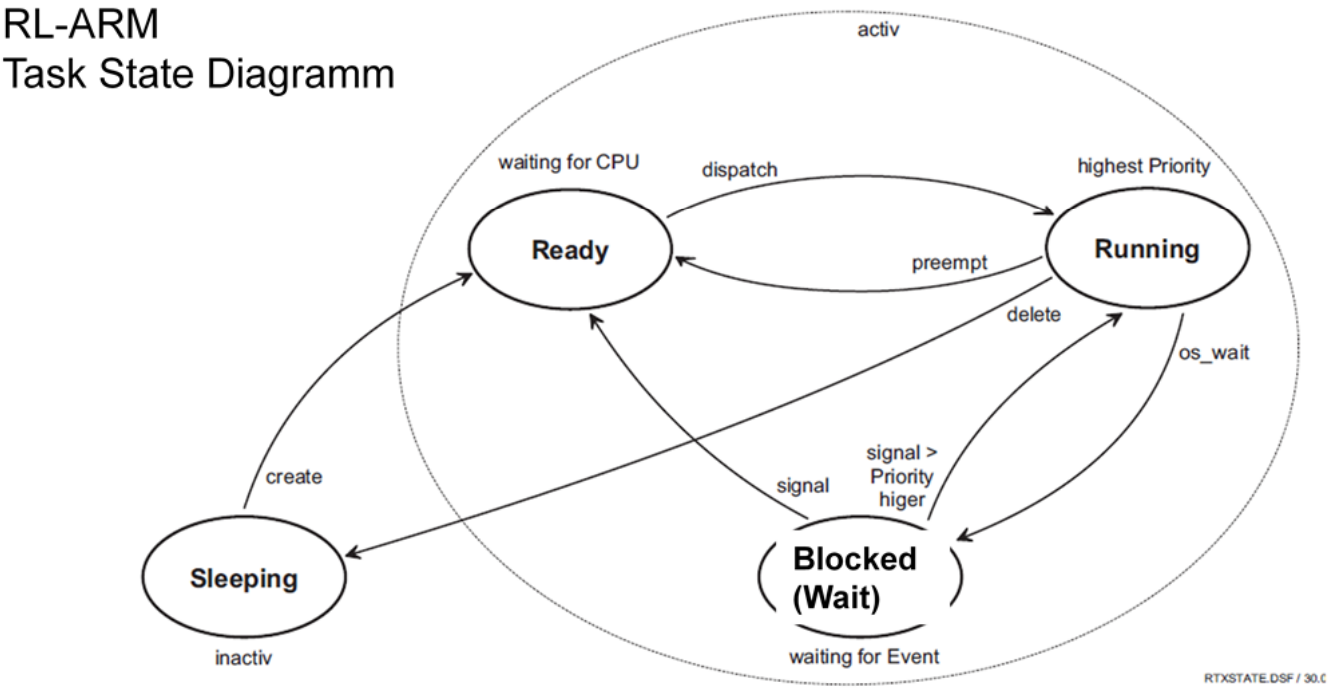 RL-ARM
Task State Diagramm
activ
waiting for CPU
dispatch
highest Priority
Ready
Running
preempt
delete
os_wait
create
signal
signal >
Priority
higer
Sleeping
Blocked
(Wait)
inactiv
waiting for Event
RTXSTATE.DSF / 30.